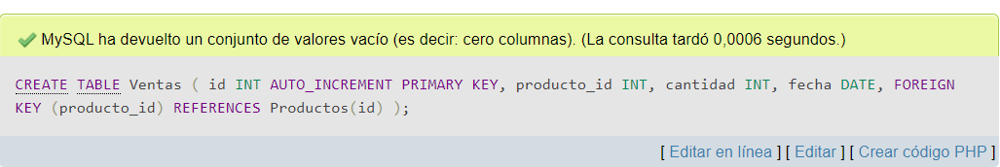 MySQL ha devuelto un conjunto de valores vacío (es decir: cero columnas). (La consulta tardó 0,0006 segundos.)
CREATE TABLE Ventas ( id INT AUTO_INCREMENT PRIMARY KEY, producto_id INT, cantidad INT, fecha DATE, FOREIGN
KEY (producto_id) REFERENCES Productos(id) );
[ Editar en línea ] [ Editar ] [ Crear código PHP ]